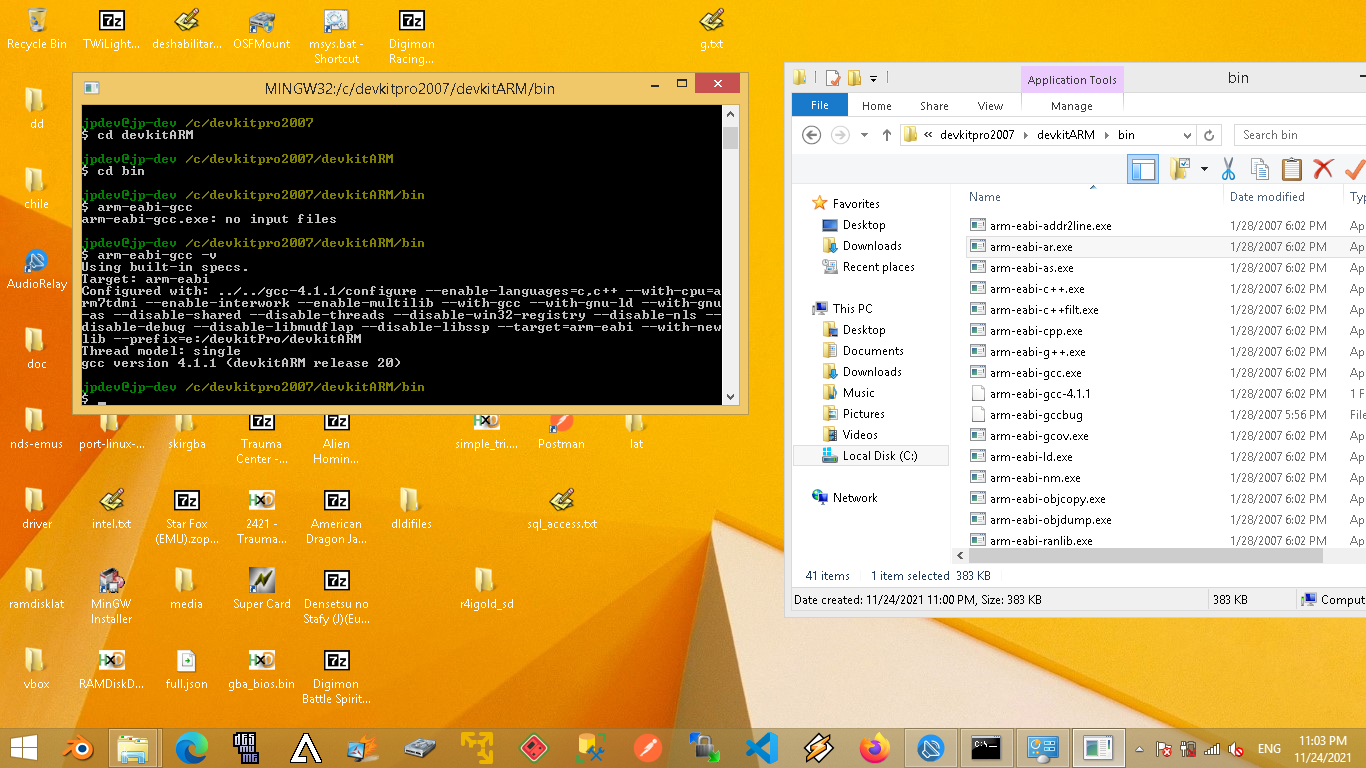 Recycle Bin
TWiLight...
deshabilitar...
OSFMount
msys.bat -
Shortcut
Digimon
Racing...
g.txt
dd
chile
AudioRelay
doc
nds-emus
port-linux-...
skirgba
Trauma
Center -...
Alien
Homin...
simple_tri....
Postman
lat
driver
intel.txt
Star Fox
(EMU).zop...
2421 -
Trauma...
American
Dragon Ja...
dldifiles
sql_access.txt
ramdisklat
MinGW
Installer
media
Super Card
Densetsu no
Stafy (J)(Eu...
r4igold_sd
vbox
RAMDiskD...
full.json
gba_bios.bin
Digimon
Battle Spirit...
MINGW32:/c/devkitpro2007/devkitARM/bin
jpdev@jp-dev /c/devkitpro2007
$ cd devkitARM
jpdev@jp-dev /c/devkitpro2007/devkitARM
$ cd bin
jpdev@jp-dev /c/devkitpro2007/devkitARM/bin
$ arm-eabi-gcc
arm-eabi-gcc.exe: no input files
jpdev@jp-dev /c/devkitpro2007/devkitARM/bin
$ arm-eabi-gcc -v
Using built-in specs.
Target: arm-eabi
Configured with: ../../gcc-4.1.1/configure --enable-languages=c,c++ --with-cpu=a
rm7tdmi --enable-interwork --enable-multilib --with-gcc --with-gnu-ld --with-gnu
-as --disable-shared --disable-threads --disable-win32-registry --disable-nls --
disable-debug --disable-libmudflap --disable-libssp --target=arm-eabi --with-new
lib --prefix=e:/devkitPro/devkitARM
Thread model: single
gcc version 4.1.1 (devkitARM release 20)
jpdev@jp-dev /c/devkitpro2007/devkitARM/bin
$ _
Application Tools
bin
File
Home
Share
View
Manage
« devkitpro2007 devkitARM bin
Search bin
Favorites
Desktop
Downloads
Recent places
This PC
Desktop
Documents
Downloads
Music
Pictures
Videos
Local Disk (C:)
Network
Name Date modified Ty
arm-eabi-addr2line.exe 1/28/2007 6:02 PM Ap
arm-eabi-ar.exe 1/28/2007 6:02 PM Ap
arm-eabi-as.exe 1/28/2007 6:02 PM Ap
arm-eabi-c++.exe 1/28/2007 6:02 PM Ap
arm-eabi-c++filt.exe 1/28/2007 6:02 PM Ap
arm-eabi-cpp.exe 1/28/2007 6:02 PM Ap
arm-eabi-g++.exe 1/28/2007 6:02 PM Ap
arm-eabi-gcc.exe 1/28/2007 6:02 PM Ap
arm-eabi-gcc-4.1.1 1/28/2007 6:02 PM 1 F
arm-eabi-gccbug 1/28/2007 5:56 PM File
arm-eabi-gcov.exe 1/28/2007 6:02 PM Ap
arm-eabi-ld.exe 1/28/2007 6:02 PM Ap
arm-eabi-nm.exe 1/28/2007 6:02 PM Ap
arm-eabi-objcopy.exe 1/28/2007 6:02 PM Ap
arm-eabi-objdump.exe 1/28/2007 6:02 PM Ap
arm-eabi-ranlib.exe 1/28/2007 6:02 PM Ap
41 items 1 item selected 383 KB
Date created: 11/24/2021 11:00 PM, Size: 383 KB 383 KB Comput
ENG
11:03 PM
11/24/2021